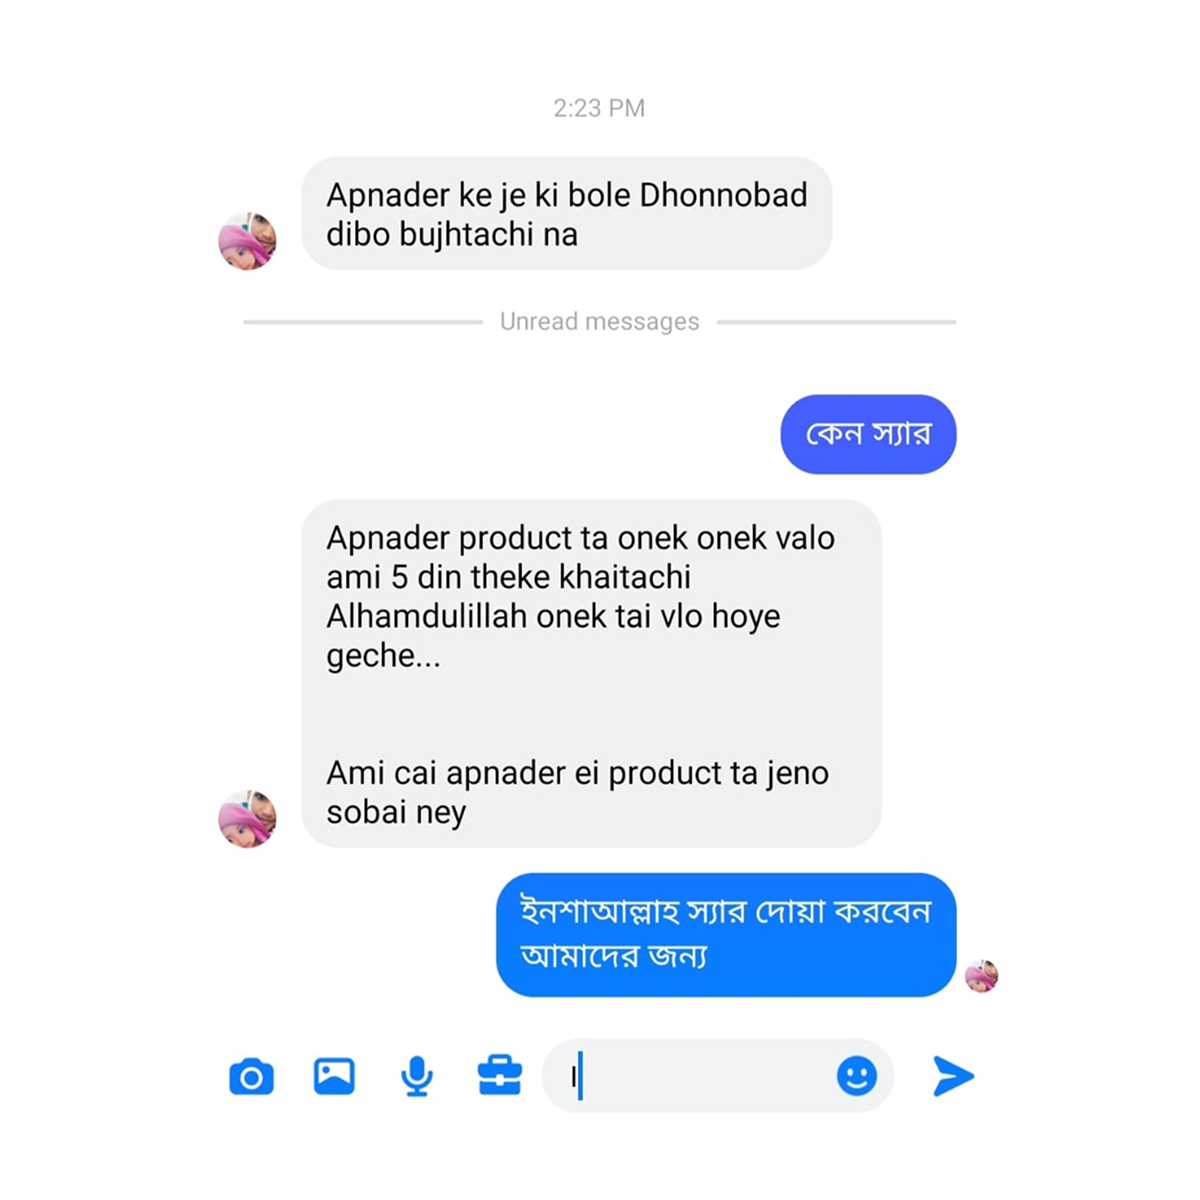 2:23 PM
Apnader ke je ki bole Dhonnobad
dibo bujhtachi na
Unread messages
কেন স্যার
Apnader product ta onek onek valo
ami 5 din theke khaitachi
Alhamdulillah onek tai vlo hoye
geche...
Ami cai apnader ei product ta jeno
sobai ney
ইনশাআল্লাহ স্যার দোয়া করবেন
আমাদের জন্য